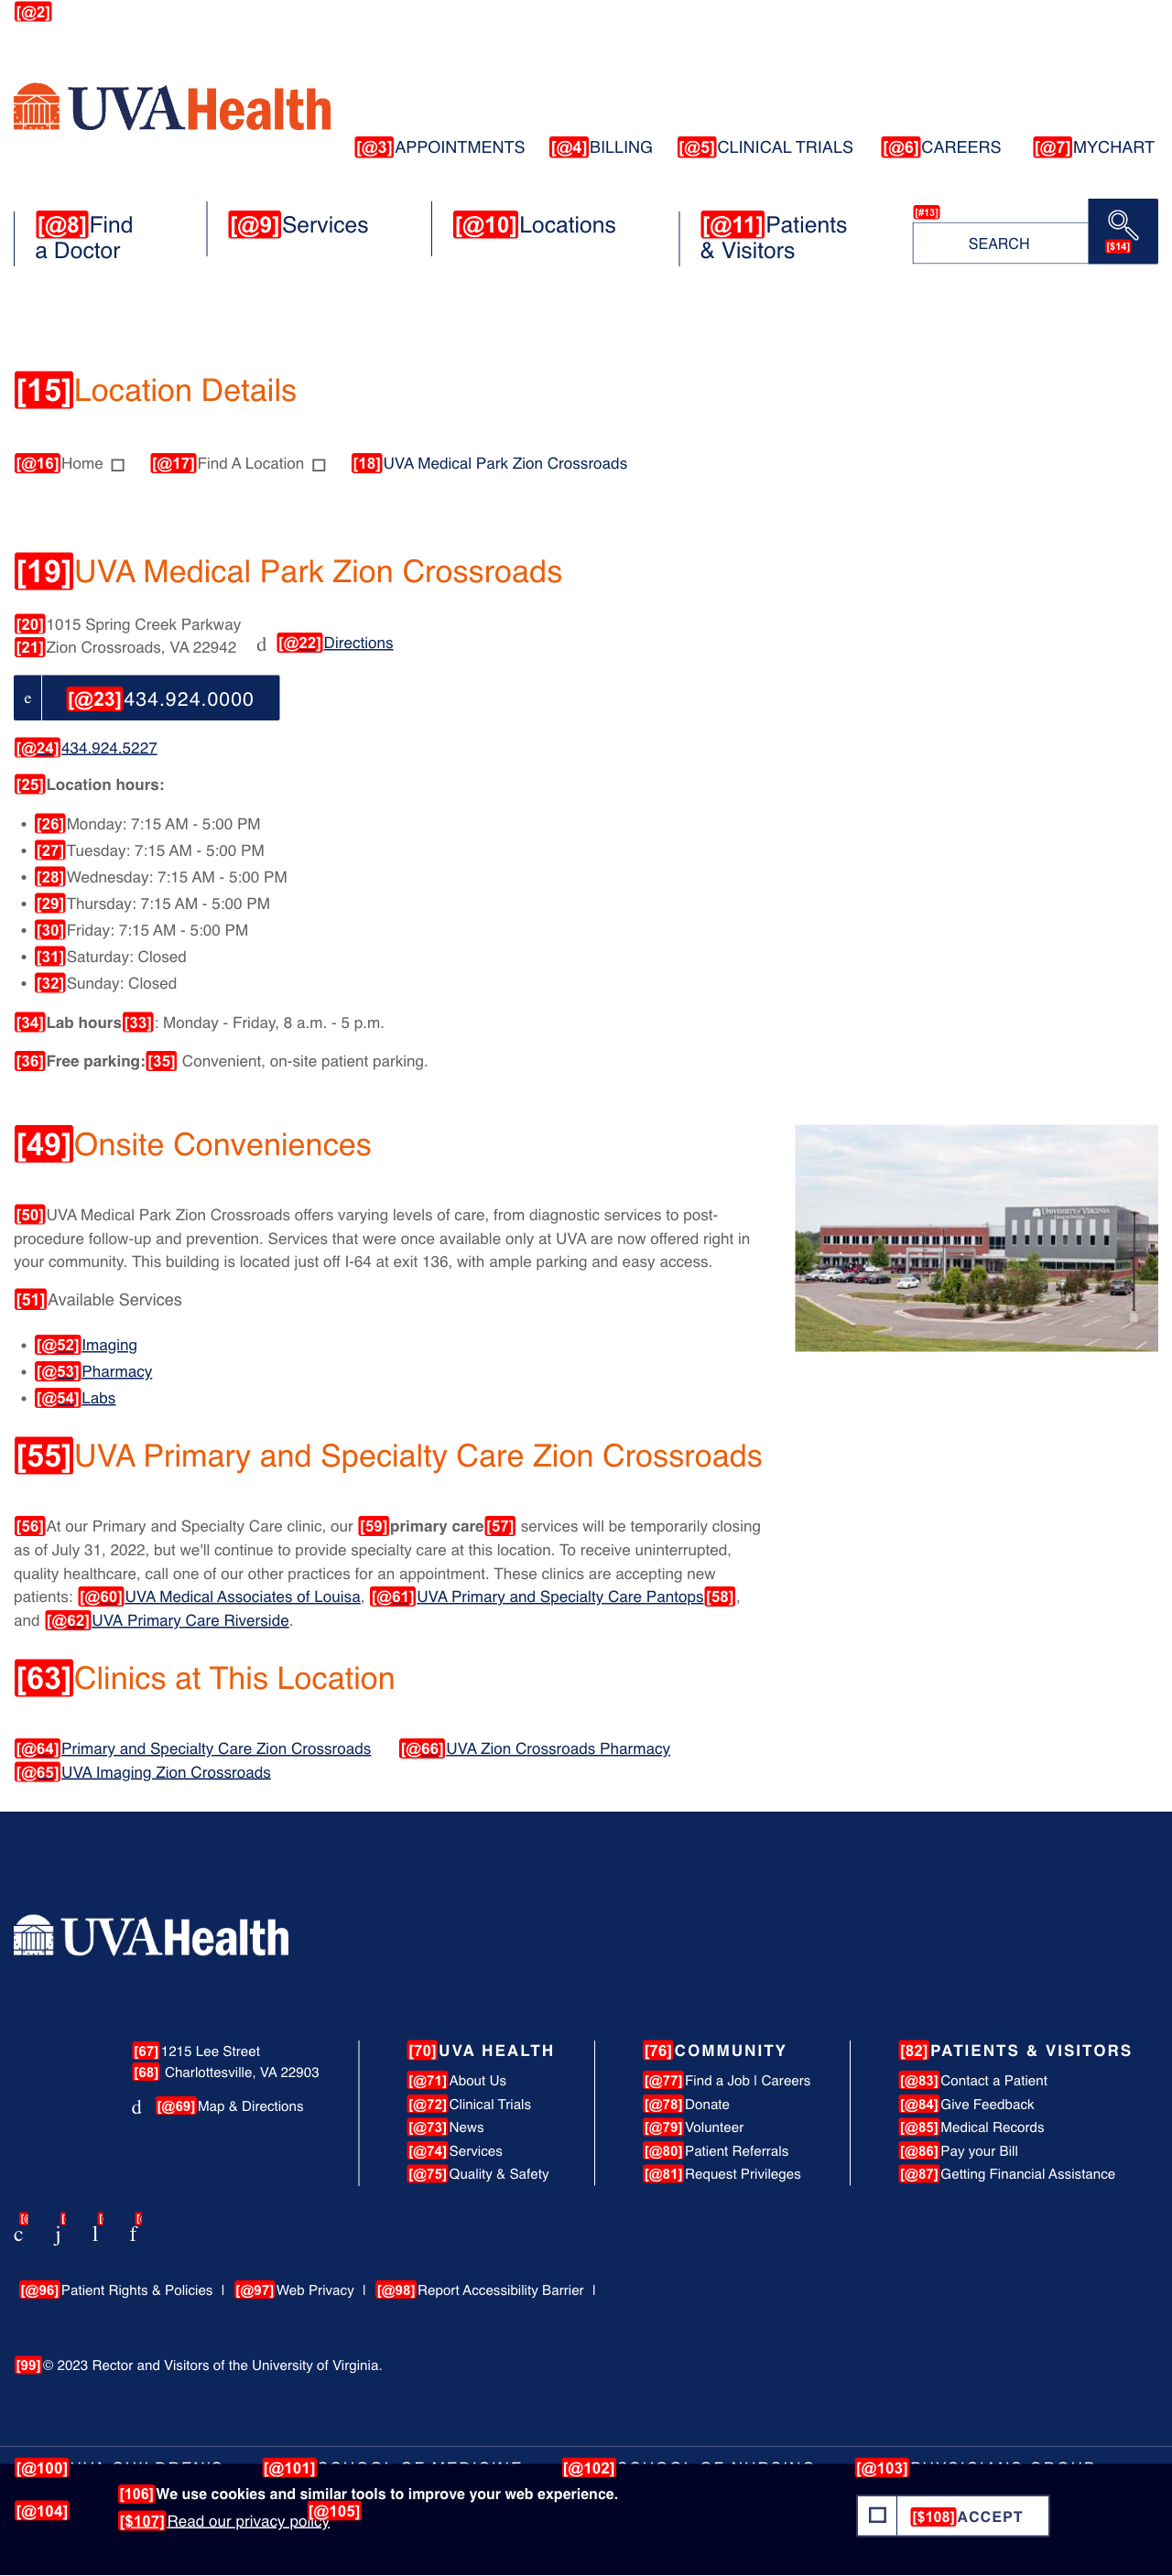 [@2]
UVAHealth
[@3]APPOINTMENTS [@4]BILLING [@5]CLINICAL TRIALS [@6]CAREERS [@7]MYCHART
[@8]Find a Doctor
[@9]Services
[@10]Locations
[@11]Patients & Visitors
[#13]
SEARCH
[$14]
[15]Location Details
[@16]Home [@17]Find A Location [18]UVA Medical Park Zion Crossroads
[19]UVA Medical Park Zion Crossroads
[20]1015 Spring Creek Parkway
[21]Zion Crossroads, VA 22942 d [@22]Directions
e [@23]434.924.0000
[@24]434.924.5227
[25]Location hours:
• [26]Monday: 7:15 AM - 5:00 PM
• [27]Tuesday: 7:15 AM - 5:00 PM
• [28]Wednesday: 7:15 AM - 5:00 PM
• [29]Thursday: 7:15 AM - 5:00 PM
• [30]Friday: 7:15 AM - 5:00 PM
• [31]Saturday: Closed
• [32]Sunday: Closed
[34]Lab hours[33]: Monday - Friday, 8 a.m. - 5 p.m.
[36]Free parking:[35] Convenient, on-site patient parking.
[49]Onsite Conveniences
[50]UVA Medical Park Zion Crossroads offers varying levels of care, from diagnostic services to post-
procedure follow-up and prevention. Services that were once available only at UVA are now offered right in
your community. This building is located just off I-64 at exit 136, with ample parking and easy access.
UNIVERSITY of VIRGINIA
[51]Available Services
• [@52]Imaging
• [@53]Pharmacy
• [@54]Labs
[55]UVA Primary and Specialty Care Zion Crossroads
[56]At our Primary and Specialty Care clinic, our [59]primary care[57] services will be temporarily closing
as of July 31, 2022, but we'll continue to provide specialty care at this location. To receive uninterrupted,
quality healthcare, call one of our other practices for an appointment. These clinics are accepting new
patients: [@60]UVA Medical Associates of Louisa, [@61]UVA Primary and Specialty Care Pantops[58],
and [@62]UVA Primary Care Riverside.
[63]Clinics at This Location
[@64]Primary and Specialty Care Zion Crossroads [@66]UVA Zion Crossroads Pharmacy
[@65]UVA Imaging Zion Crossroads
UVAHealth
[67]1215 Lee Street
[68] Charlottesville, VA 22903
d [@69]Map & Directions
[70]UVA HEALTH
[@71]About Us
[@72]Clinical Trials
[@73]News
[@74]Services
[@75]Quality & Safety
[76]COMMUNITY
[@77]Find a Job | Careers
[@78]Donate
[@79]Volunteer
[@80]Patient Referrals
[@81]Request Privileges
[82]PATIENTS & VISITORS
[@83]Contact a Patient
[@84]Give Feedback
[@85]Medical Records
[@86]Pay your Bill
[@87]Getting Financial Assistance
c j l f
[@96]Patient Rights & Policies | [@97]Web Privacy | [@98]Report Accessibility Barrier |
[99]© 2023 Rector and Visitors of the University of Virginia.
[@100]UVA CHILDREN'S [@101]SCHOOL OF MEDICINE [@102]SCHOOL OF NURSING [@103]PHYSICIANS GROUP
[106]We use cookies and similar tools to improve your web experience.
[@104] [@105]
[$107]Read our privacy policy
[$108]ACCEPT